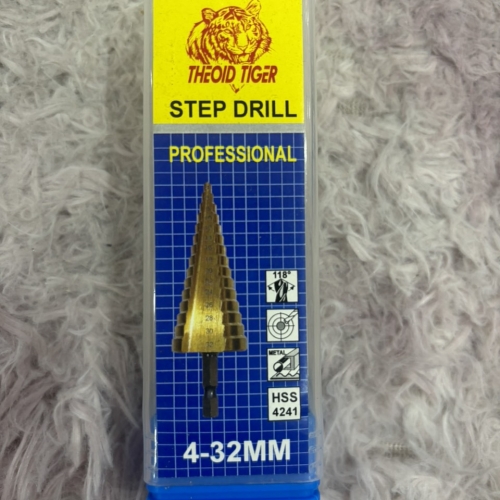 THEOID TIGER
STEP DRILL
PROFESSIONAL
118°
METAL
HSS
4241
4-32MM